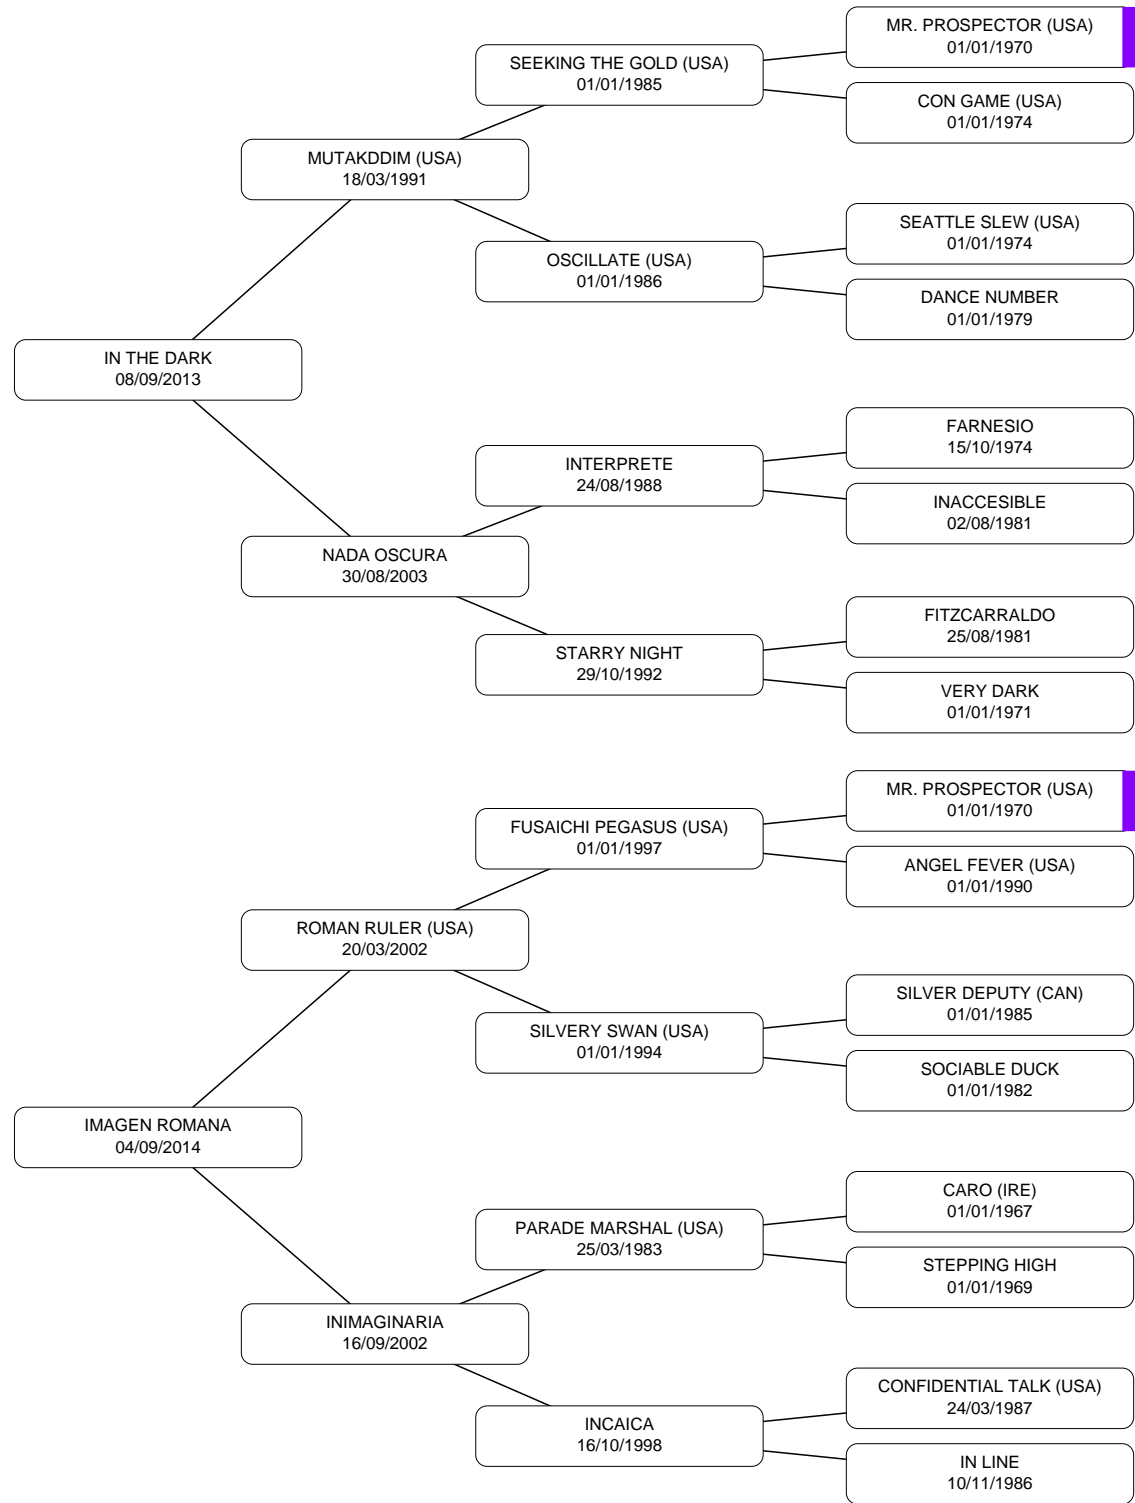 MR. PROSPECTOR (USA)
01/01/1970
SEEKING THE GOLD (USA)
01/01/1985
CON GAME (USA)
01/01/1974
MUTAKDDIM (USA)
18/03/1991
SEATTLE SLEW (USA)
01/01/1974
OSCILLATE (USA)
01/01/1986
DANCE NUMBER
01/01/1979
IN THE DARK
08/09/2013
FARNESIO
15/10/1974
INTERPRETE
24/08/1988
INACCESIBLE
02/08/1981
NADA OSCURA
30/08/2003
FITZCARRALDO
25/08/1981
STARRY NIGHT
29/10/1992
VERY DARK
01/01/1971
MR. PROSPECTOR (USA)
01/01/1970
FUSAICHI PEGASUS (USA)
01/01/1997
ANGEL FEVER (USA)
01/01/1990
ROMAN RULER (USA)
20/03/2002
SILVER DEPUTY (CAN)
01/01/1985
SILVERY SWAN (USA)
01/01/1994
SOCIABLE DUCK
01/01/1982
IMAGEN ROMANA
04/09/2014
CARO (IRE)
01/01/1967
PARADE MARSHAL (USA)
25/03/1983
STEPPING HIGH
01/01/1969
INIMAGINARIA
16/09/2002
CONFIDENTIAL TALK (USA)
24/03/1987
INCAICA
16/10/1998
IN LINE
10/11/1986